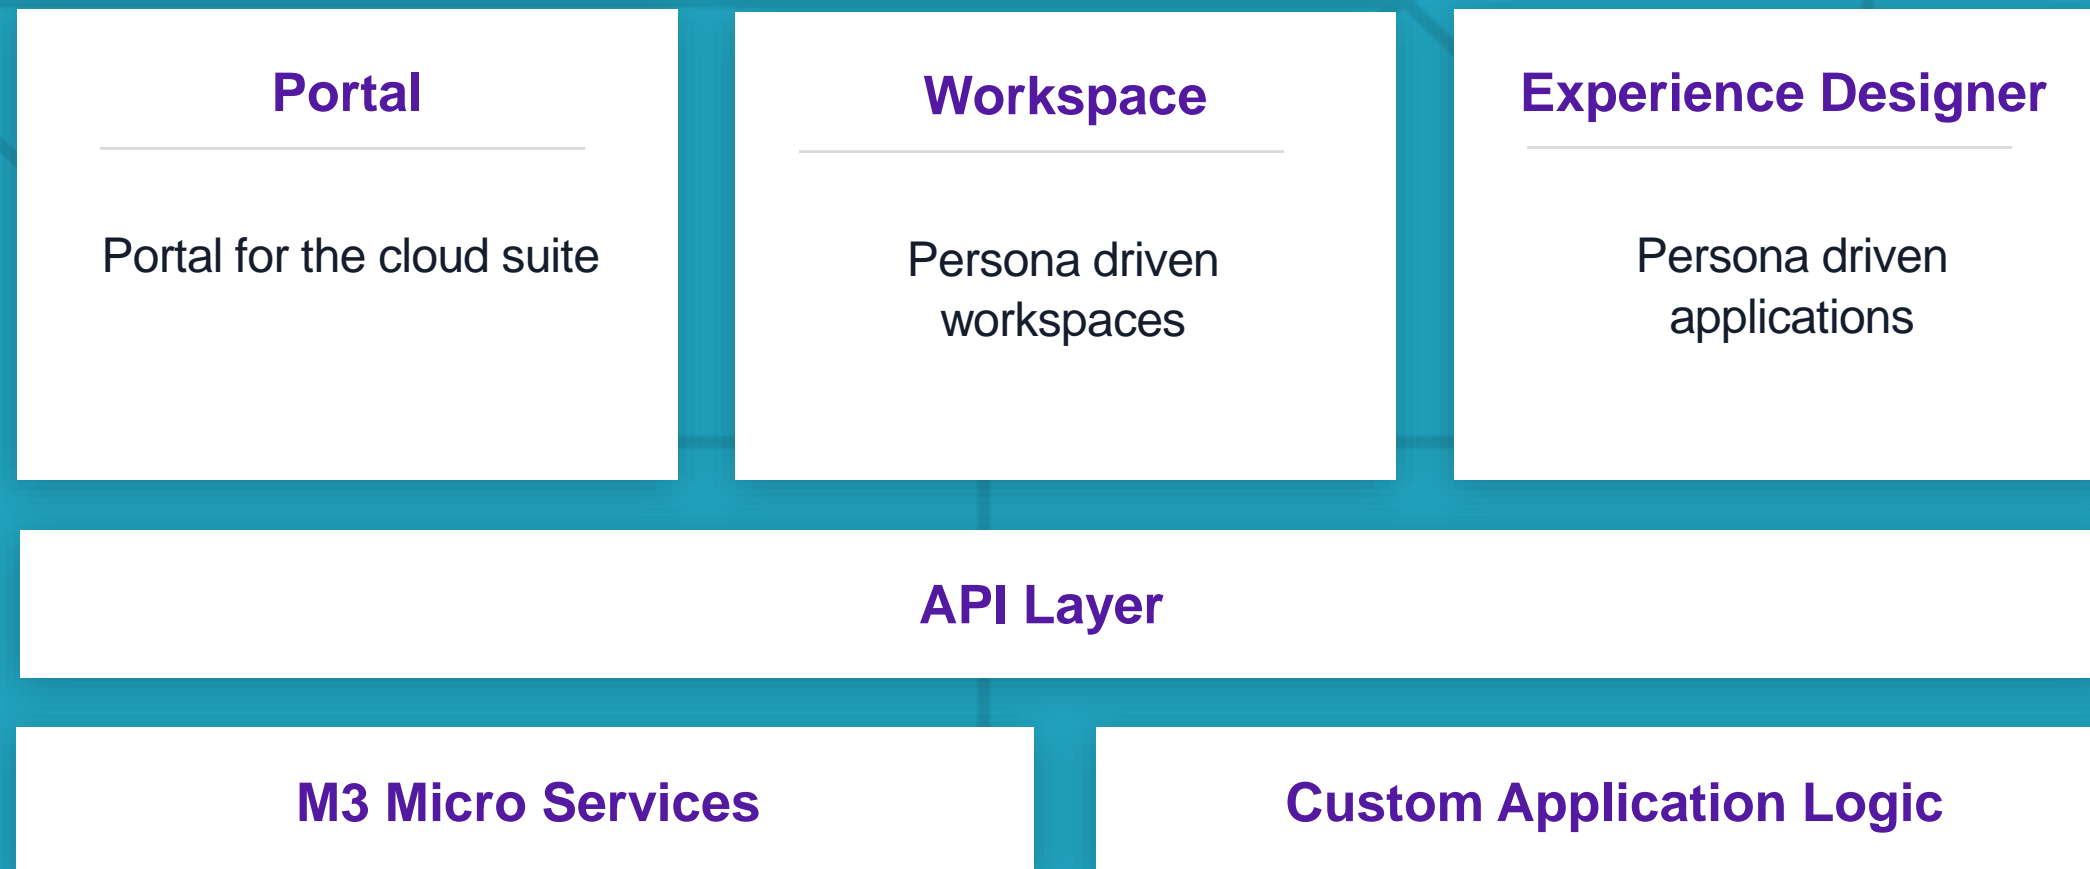 Portal
Portal for the cloud suite
Workspace
Persona driven
workspaces
Experience Designer
Persona driven
applications
API Layer
M3 Micro Services
Custom Application Logic